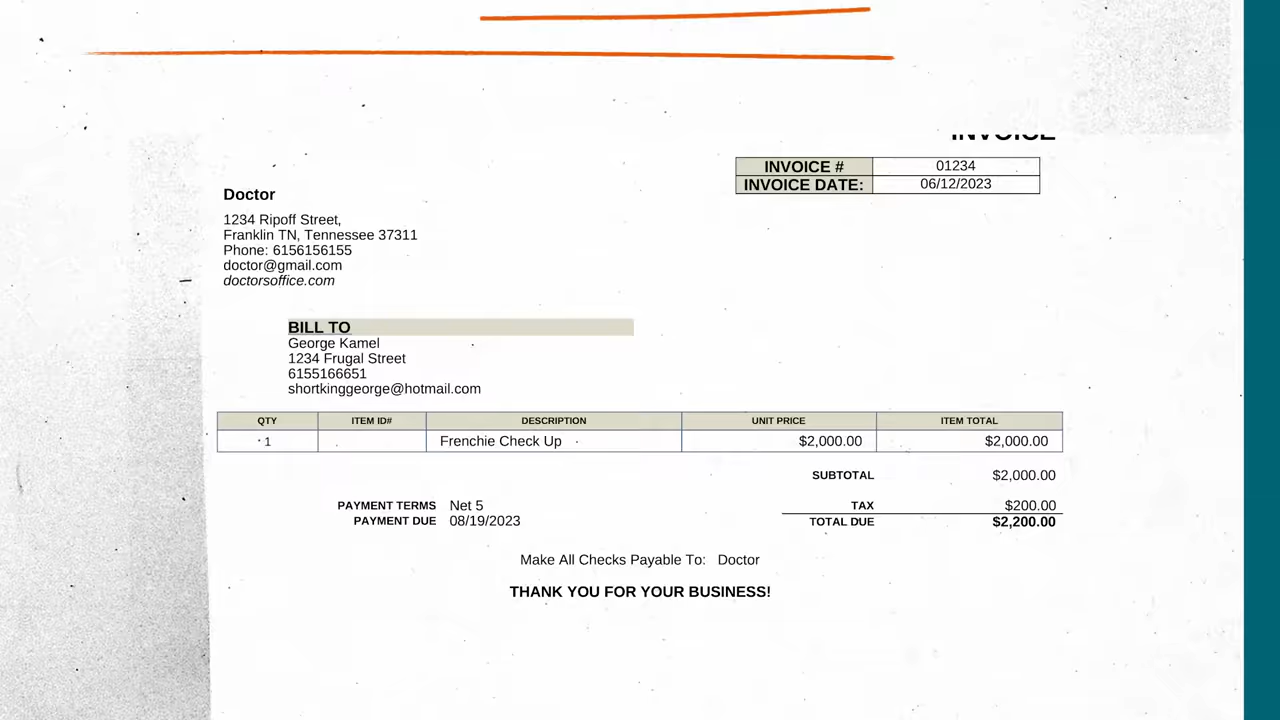 INVOICE
INVOICE # 01234
INVOICE DATE: 06/12/2023
Doctor
1234 Ripoff Street,
Franklin TN, Tennessee 37311
Phone: 6156156155
doctor@gmail.com
doctorsoffice.com
BILL TO
George Kamel
1234 Frugal Street
6155166651
shortkinggeorge@hotmail.com
QTY ITEM ID# DESCRIPTION UNIT PRICE ITEM TOTAL
1 Frenchie Check Up $2,000.00 $2,000.00
SUBTOTAL $2,000.00
PAYMENT TERMS Net 5 TAX $200.00
PAYMENT DUE 08/19/2023 TOTAL DUE $2,200.00
Make All Checks Payable To: Doctor
THANK YOU FOR YOUR BUSINESS!